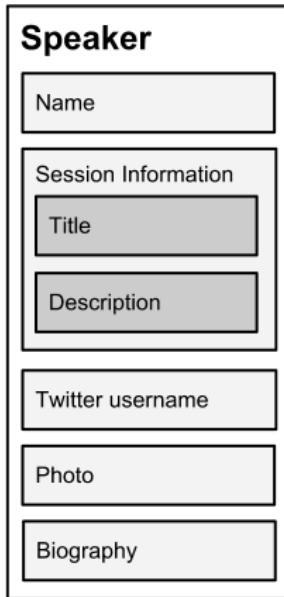 Speaker
Name
Session Information
Title
Description
Twitter username
Photo
Biography